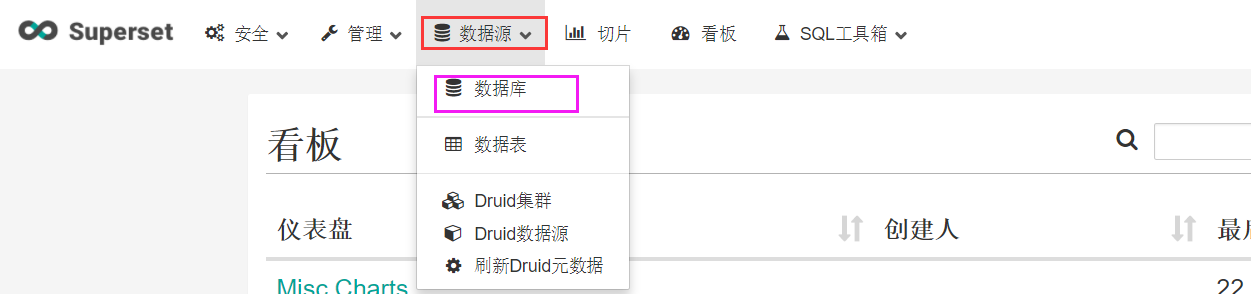 Superset 安全 管理 数据源 切片 看板 SQL工具箱
数据库
数据表
Druid集群
Druid数据源
刷新Druid元数据
看板
仪表盘 创建人 最
Misc Charts 22